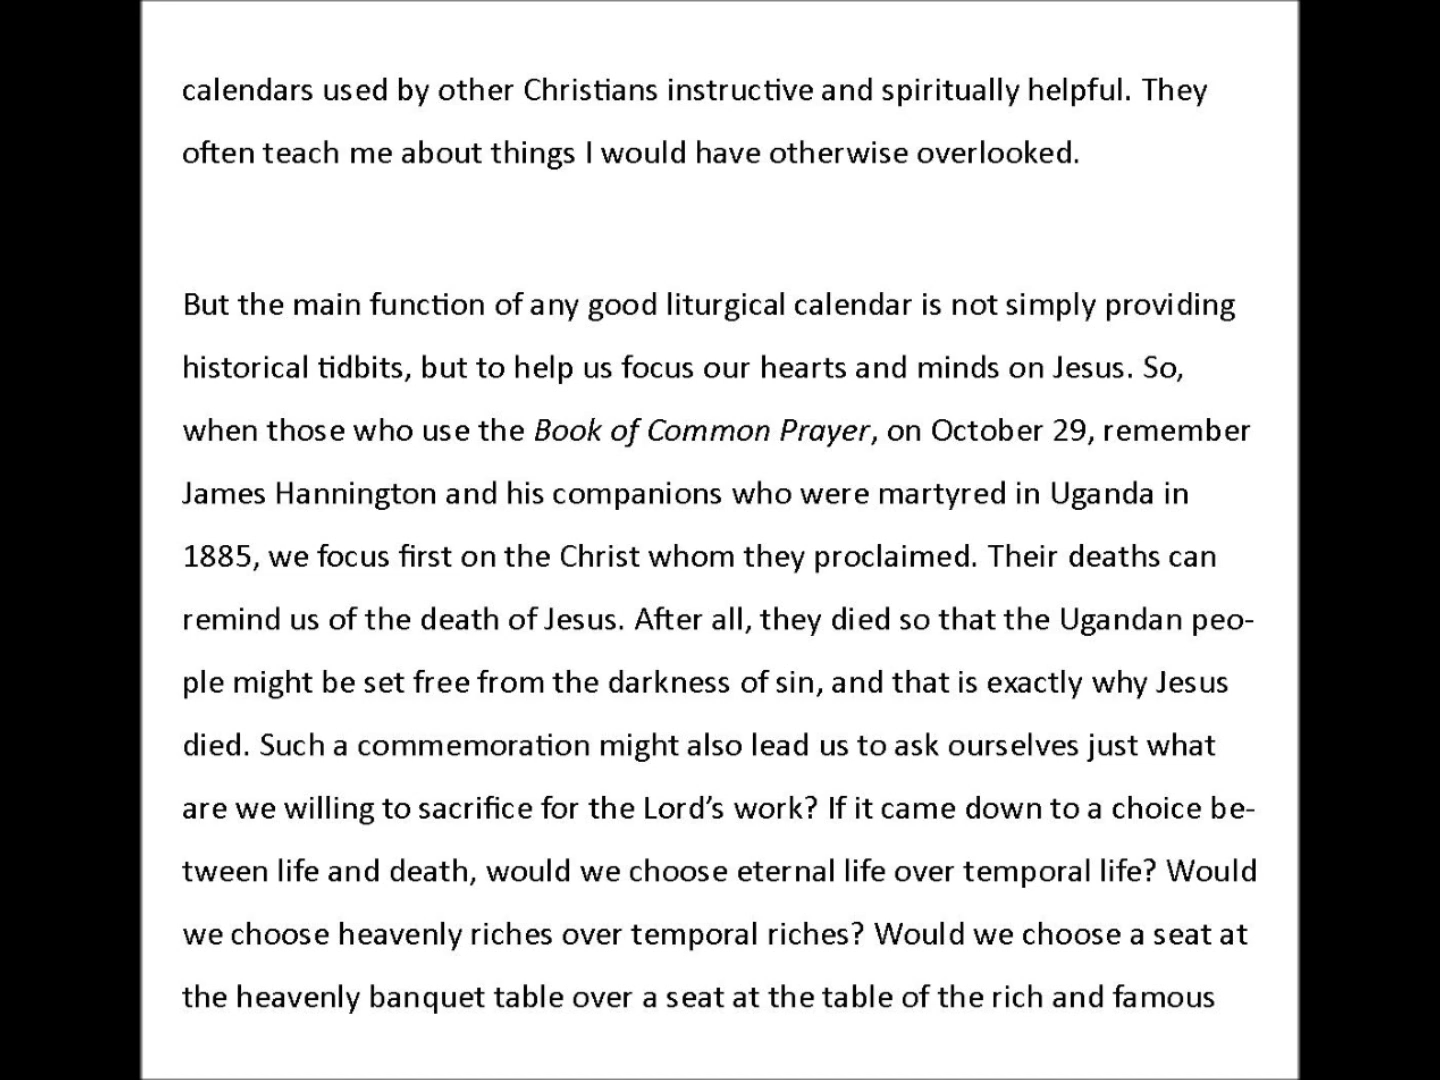 calendars used by other Christians instructive and spiritually helpful. They
often teach me about things I would have otherwise overlooked.
But the main function of any good liturgical calendar is not simply providing
historical tidbits, but to help us focus our hearts and minds on Jesus. So,
when those who use the Book of Common Prayer, on October 29, remember
James Hannington and his companions who were martyred in Uganda in
1885, we focus first on the Christ whom they proclaimed. Their deaths can
remind us of the death of Jesus. After all, they died so that the Ugandan peo-
ple might be set free from the darkness of sin, and that is exactly why Jesus
died. Such a commemoration might also lead us to ask ourselves just what
are we willing to sacrifice for the Lord’s work? If it came down to a choice be-
tween life and death, would we choose eternal life over temporal life? Would
we choose heavenly riches over temporal riches? Would we choose a seat at
the heavenly banquet table over a seat at the table of the rich and famous